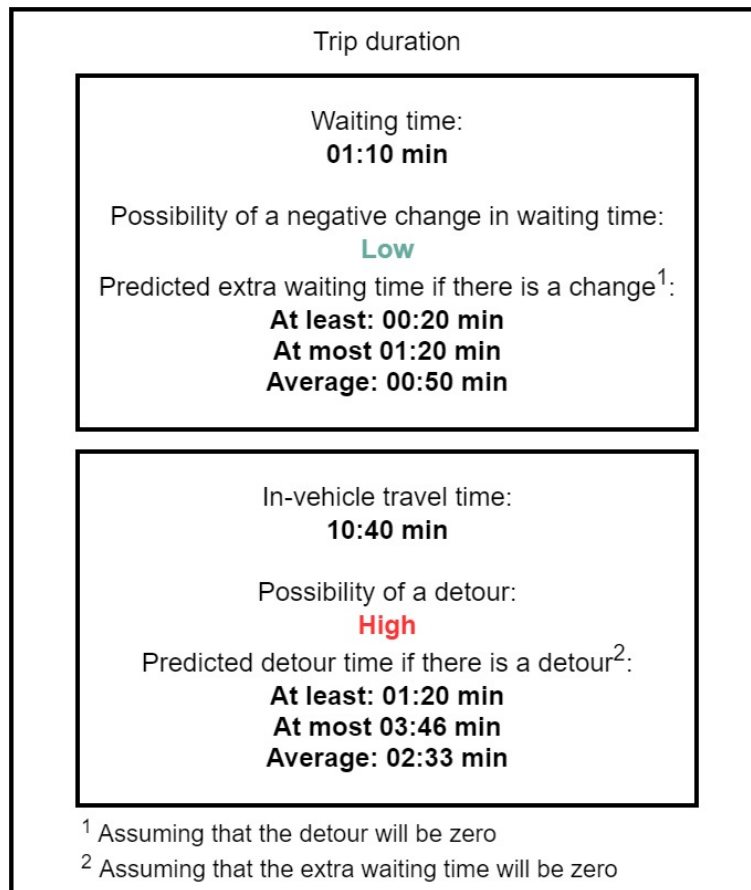 Trip duration
Waiting time:
01:10 min
Possibility of a negative change in waiting time:
Low
Predicted extra waiting time if there is a change1:
At least: 00:20 min
At most 01:20 min
Average: 00:50 min
In-vehicle travel time:
10:40 min
Possibility of a detour:
High
Predicted detour time if there is a detour2:
At least: 01:20 min
At most 03:46 min
Average: 02:33 min
1 Assuming that the detour will be zero
2 Assuming that the extra waiting time will be zero